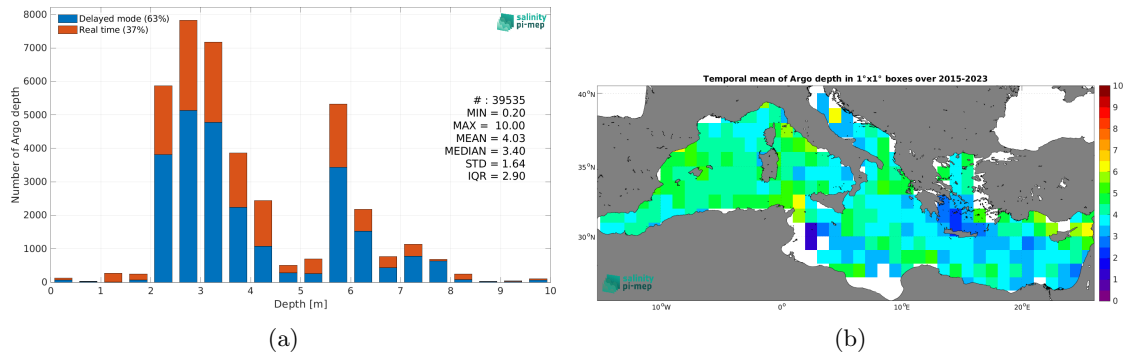 Delayed mode (63%)
Real time (37%)
salinity
pi-mep
8000
7000
6000
5000
4000
3000
2000
1000
0
Number of Argo depth
# : 39535
MIN = 0.20
MAX = 10.00
MEAN = 4.03
MEDIAN = 3.40
STD = 1.64
IQR = 2.90
0 1 2 3 4 5 6 7 8 9 10
Depth [m]
(a)
Temporal mean of Argo depth in 1°x1° boxes over 2015-2023
40°N
35°N
30°N
10°W 0° 10°E 20°E
10
9
8
7
6
5
4
3
2
1
0
salinity
pi-mep
(b)